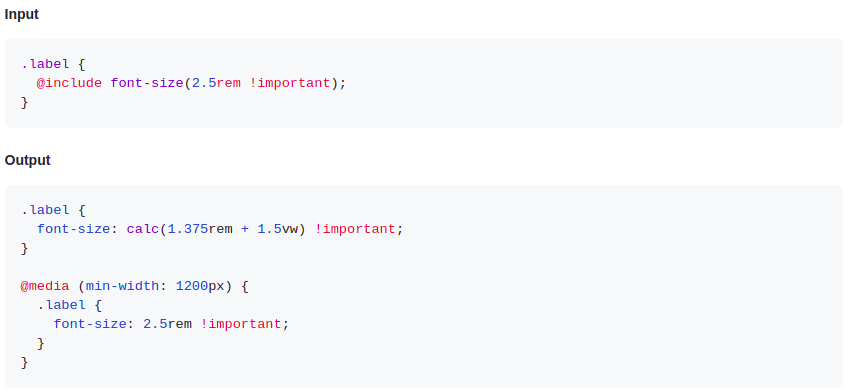 Input
.label {
  @include font-size(2.5rem !important);
}
Output
.label {
  font-size: calc(1.375rem + 1.5vw) !important;
}
@media (min-width: 1200px) {
  .label {
    font-size: 2.5rem !important;
  }
}